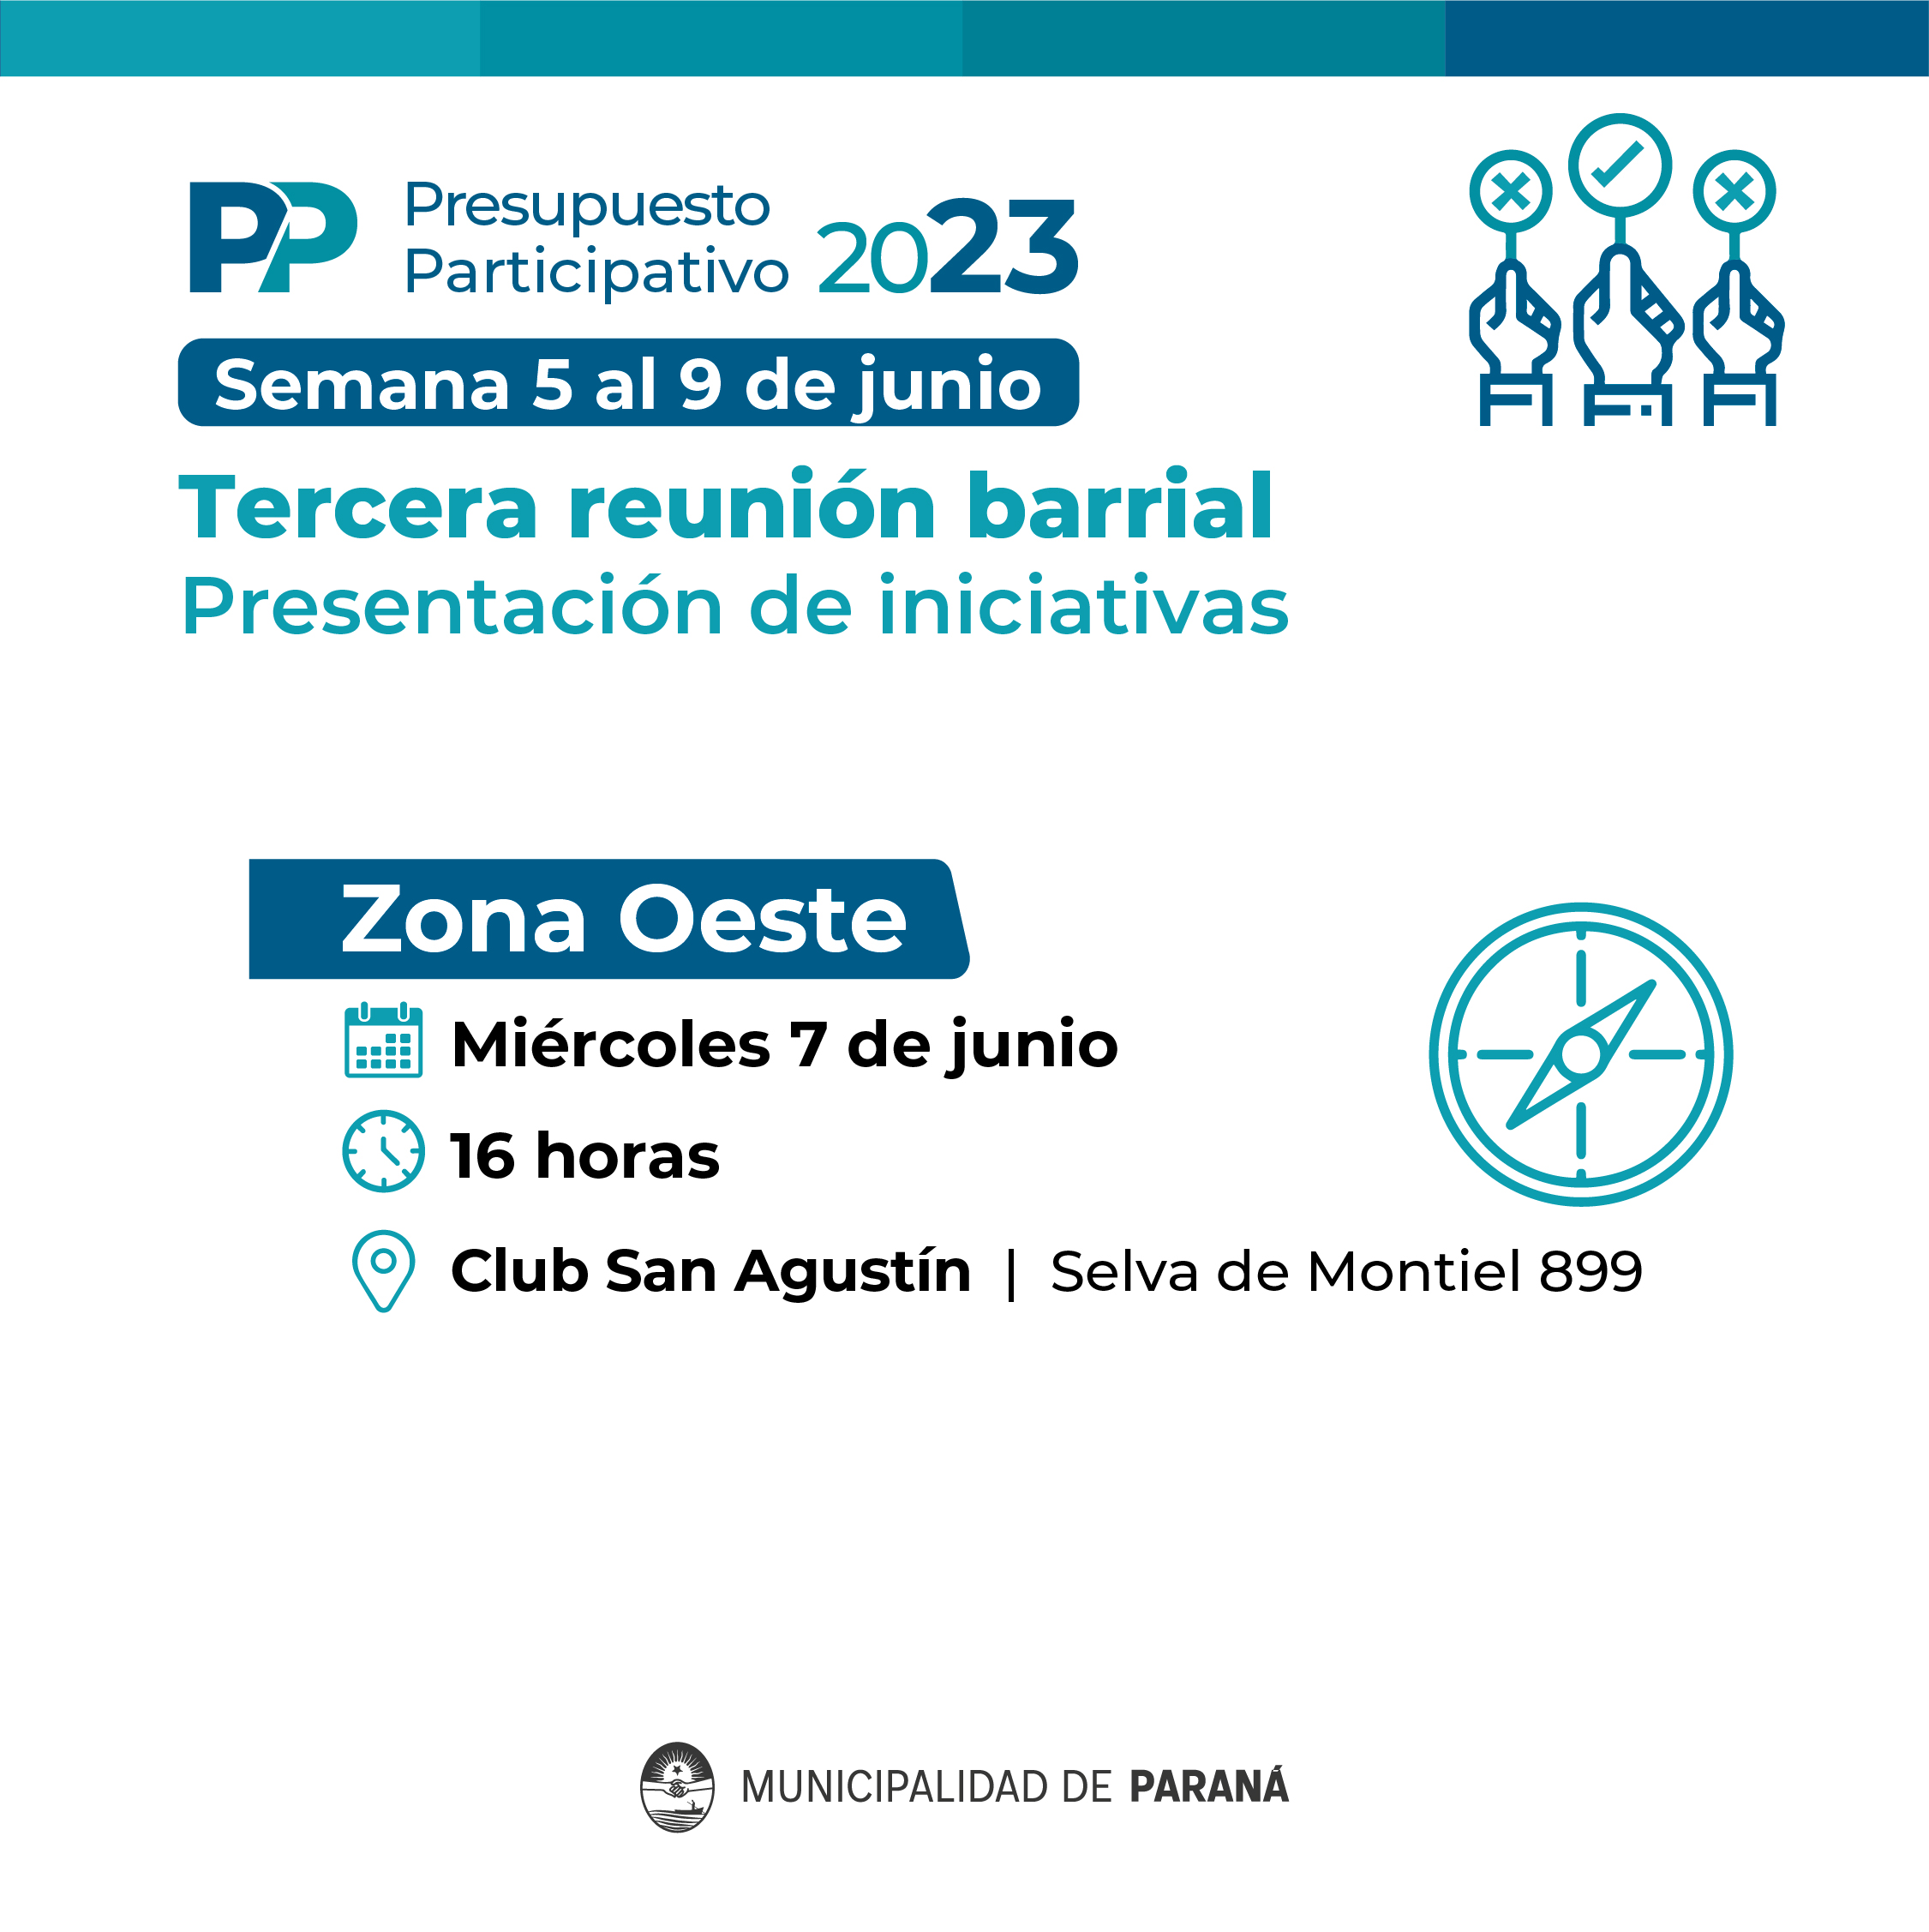 PP Presupuesto
Participativo 2023
Semana 5 al 9 de junio
Tercera reunión barrial
Presentación de iniciativas
Zona Oeste
Miércoles 7 de junio
16 horas
Club San Agustín | Selva de Montiel 899
MUNICIPALIDAD DE PARANÁ